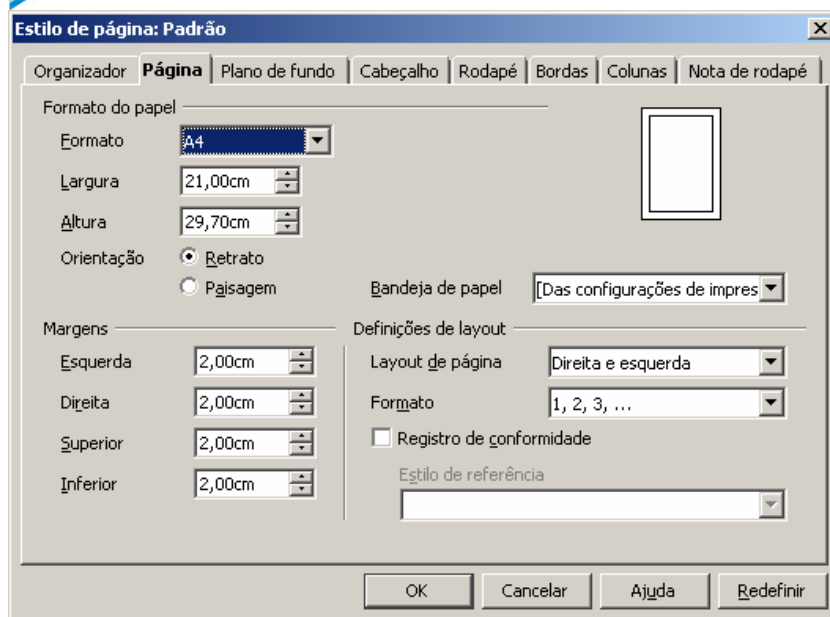 Estilo de página: Padrão
Organizador Página Plano de fundo Cabeçalho Rodapé Bordas Colunas Nota de rodapé
Formato do papel
Formato A4
Largura 21,00cm
Altura 29,70cm
Orientação Retrato
Paisagem Bandeja de papel [Das configurações de impres
Margens Definições de layout
Esquerda 2,00cm Layout de página Direita e esquerda
Direita 2,00cm Formato 1, 2, 3, ...
Superior 2,00cm Registro de conformidade
Inferior 2,00cm Estilo de referência
OK Cancelar Ajuda Redefinir